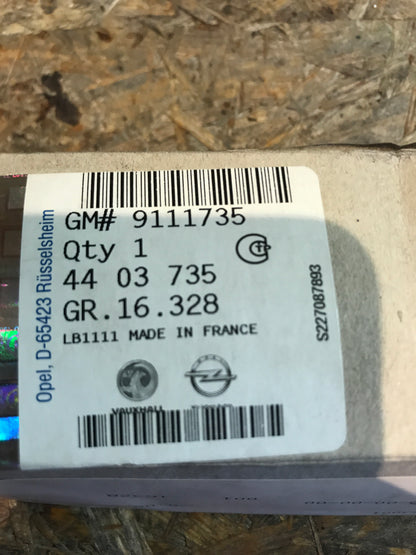 GM# 9111735
Qty 1
44 03 735
GR.16.328
LB1111 MADE IN FRANCE
Opel, D-65423 Rüsselsheim
S227087893
VAUXHALL